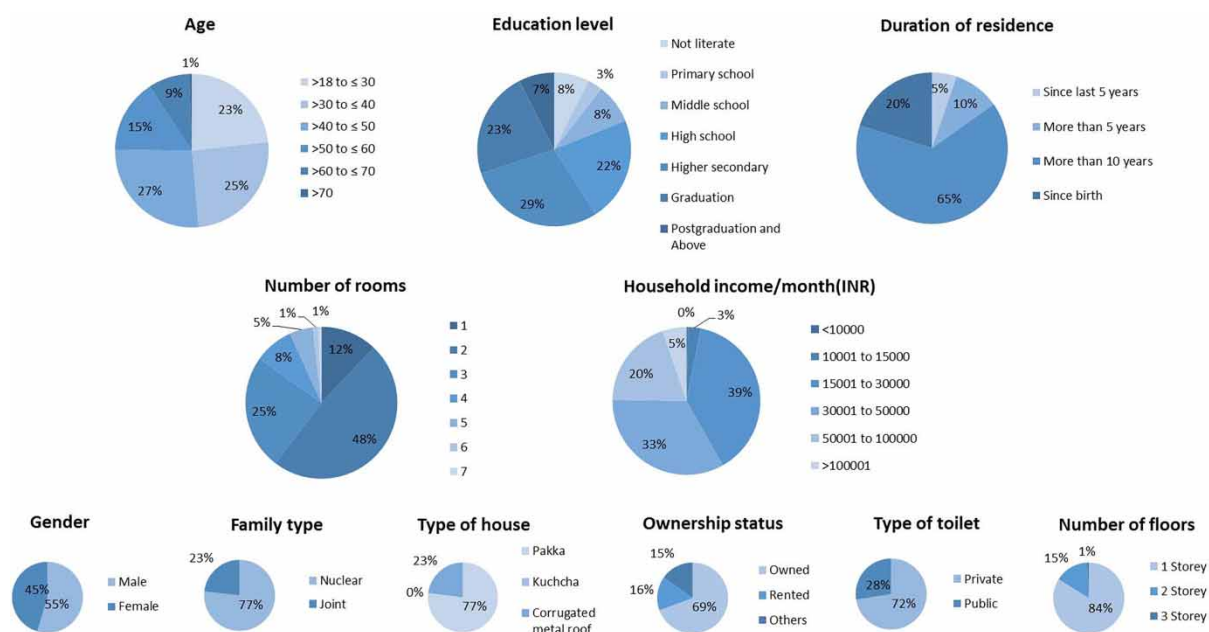 Age
1%
9%
23%
15%
27%
25%
>18 to ≤ 30
>30 to ≤ 40
>40 to ≤ 50
>50 to ≤ 60
>60 to ≤ 70
>70
Education level
7%
8%
3%
8%
23%
22%
29%
Not literate
Primary school
Middle school
High school
Higher secondary
Graduation
Postgraduation and
Above
Duration of residence
5%
20%
10%
65%
Since last 5 years
More than 5 years
More than 10 years
Since birth
Number of rooms
1%
1%
5%
8%
12%
25%
48%
1
2
3
4
5
6
7
Household income/month(INR)
0%
3%
5%
20%
39%
33%
<10000
10001 to 15000
15001 to 30000
30001 to 50000
50001 to 100000
>100001
Gender
45%
55%
Male
Female
Family type
23%
77%
Nuclear
Joint
Type of house
23%
0%
77%
Pakka
Kuchcha
Corrugated
metal roof
Ownership status
15%
16%
69%
Owned
Rented
Others
Type of toilet
28%
72%
Private
Public
Number of floors
1%
15%
84%
1 Storey
2 Storey
3 Storey